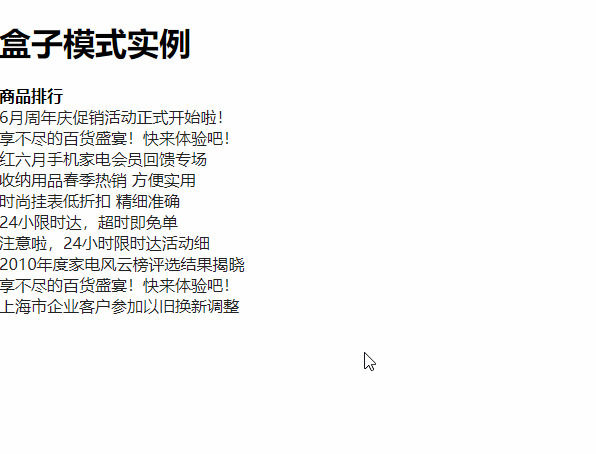 盒子模式实例
商品排行
6月周年庆促销活动正式开始啦！
享不尽的百货盛宴！快来体验吧！
红六月手机家电会员回馈专场
收纳用品春季热销 方便实用
时尚挂表低折扣 精细准确
24小限时达，超时即免单
注意啦，24小时限时达活动细
2010年度家电风云榜评选结果揭晓
享不尽的百货盛宴！快来体验吧！
上海市企业客户参加以旧换新调整